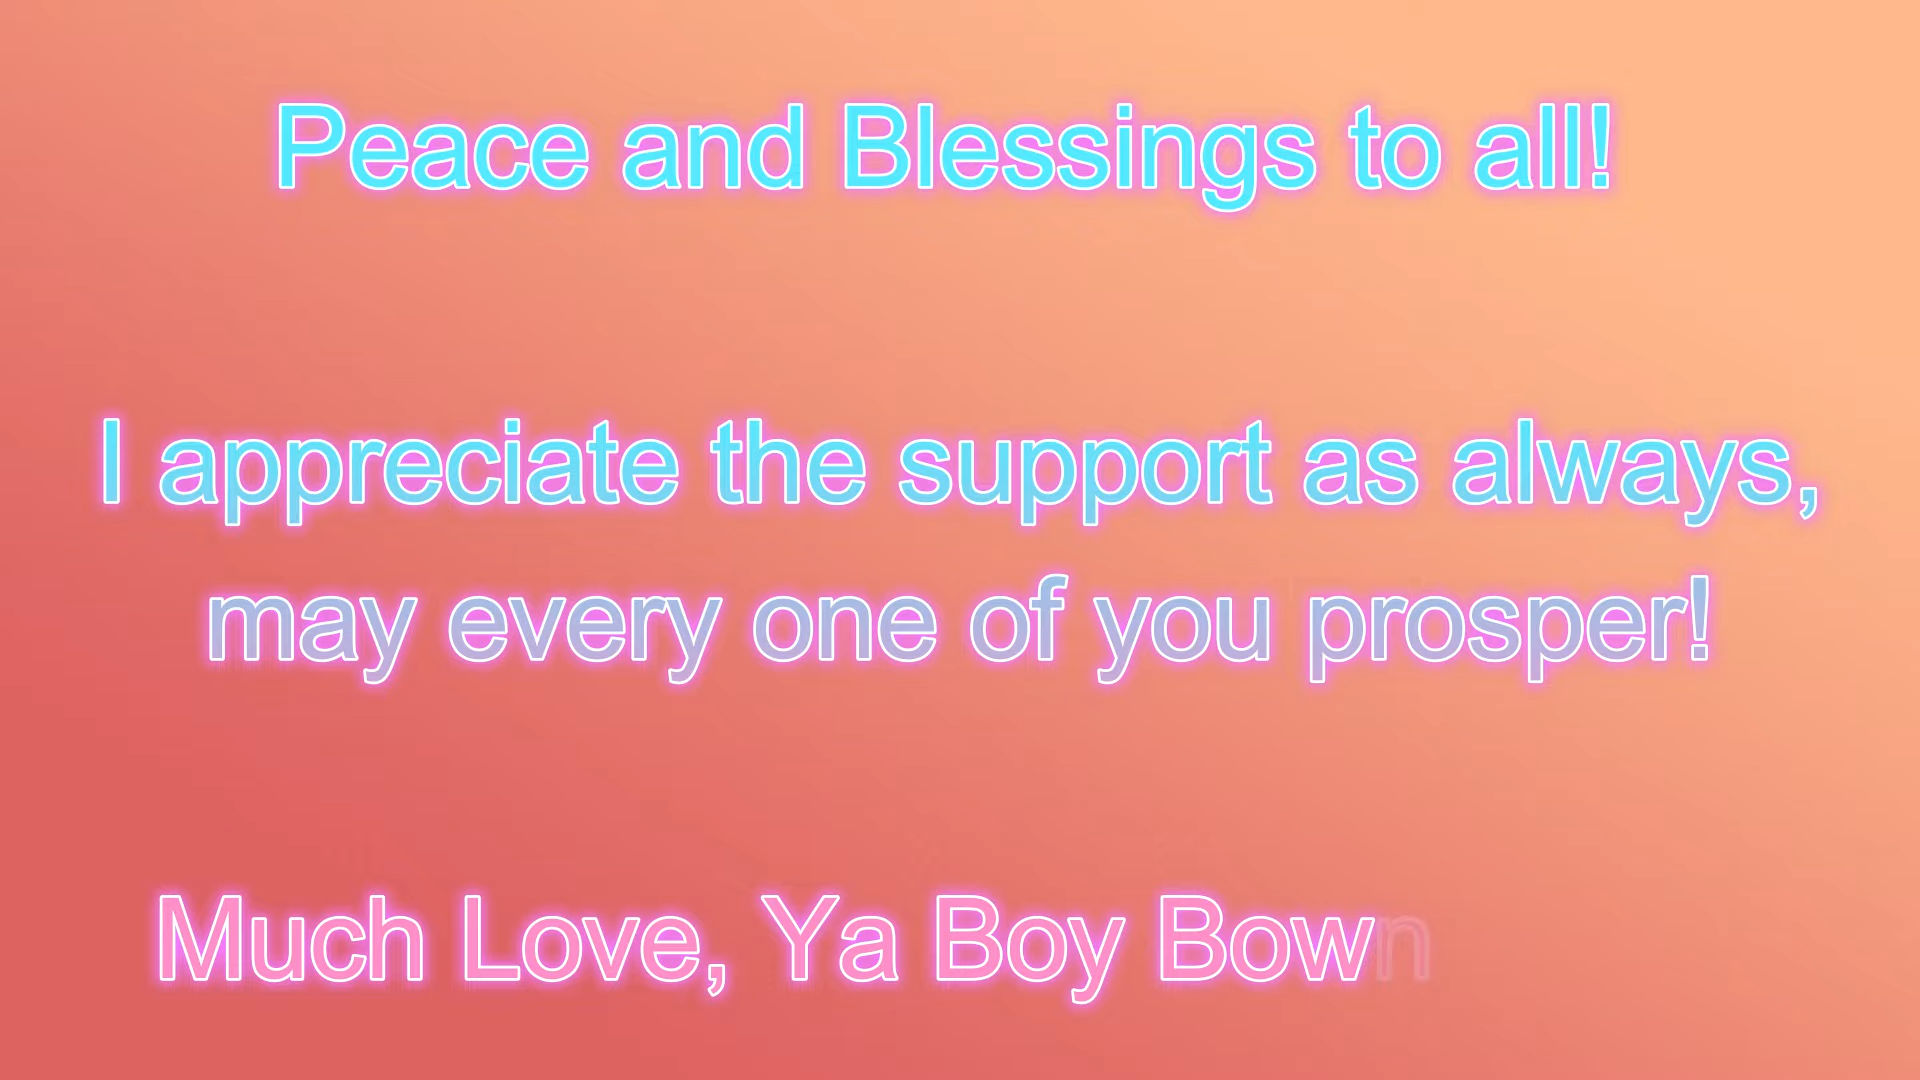 Peace and Blessings to all!
I appreciate the support as always,
may every one of you prosper!
Much Love, Ya Boy Bown